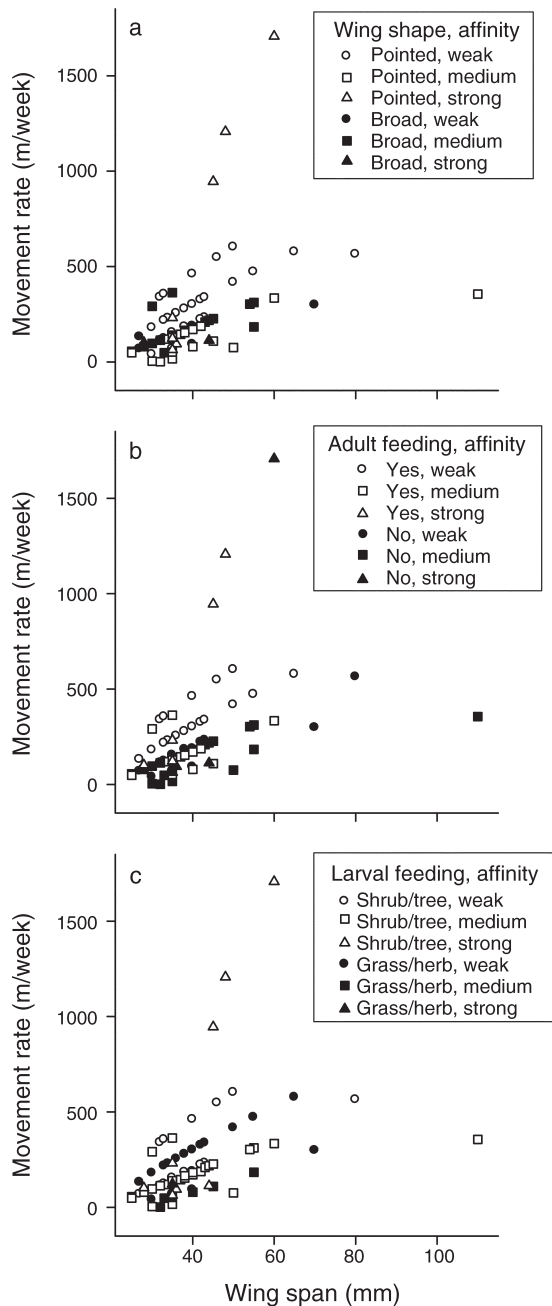 a
Wing shape, affinity
Pointed, weak
Pointed, medium
Pointed, strong
Broad, weak
Broad, medium
Broad, strong
1500
1000
500
0
Movement rate (m/week)
b
Adult feeding, affinity
Yes, weak
Yes, medium
Yes, strong
No, weak
No, medium
No, strong
1500
1000
500
0
Movement rate (m/week)
c
Larval feeding, affinity
Shrub/tree, weak
Shrub/tree, medium
Shrub/tree, strong
Grass/herb, weak
Grass/herb, medium
Grass/herb, strong
1500
1000
500
0
Movement rate (m/week)
40 60 80 100
Wing span (mm)